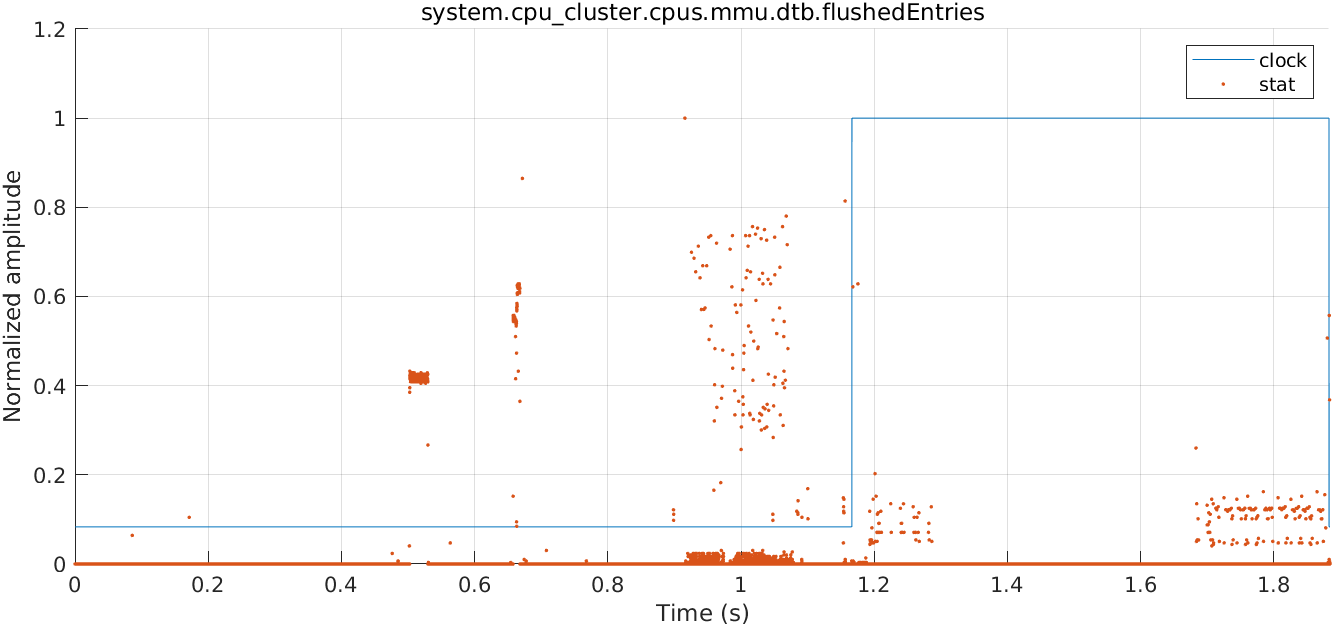 system.cpu_cluster.cpus.mmu.dtb.flushedEntries
1.2
1
0.8
0.6
0.4
0.2
0
Normalized amplitude
clock
stat
0 0.2 0.4 0.6 0.8 1 1.2 1.4 1.6 1.8
Time (s)